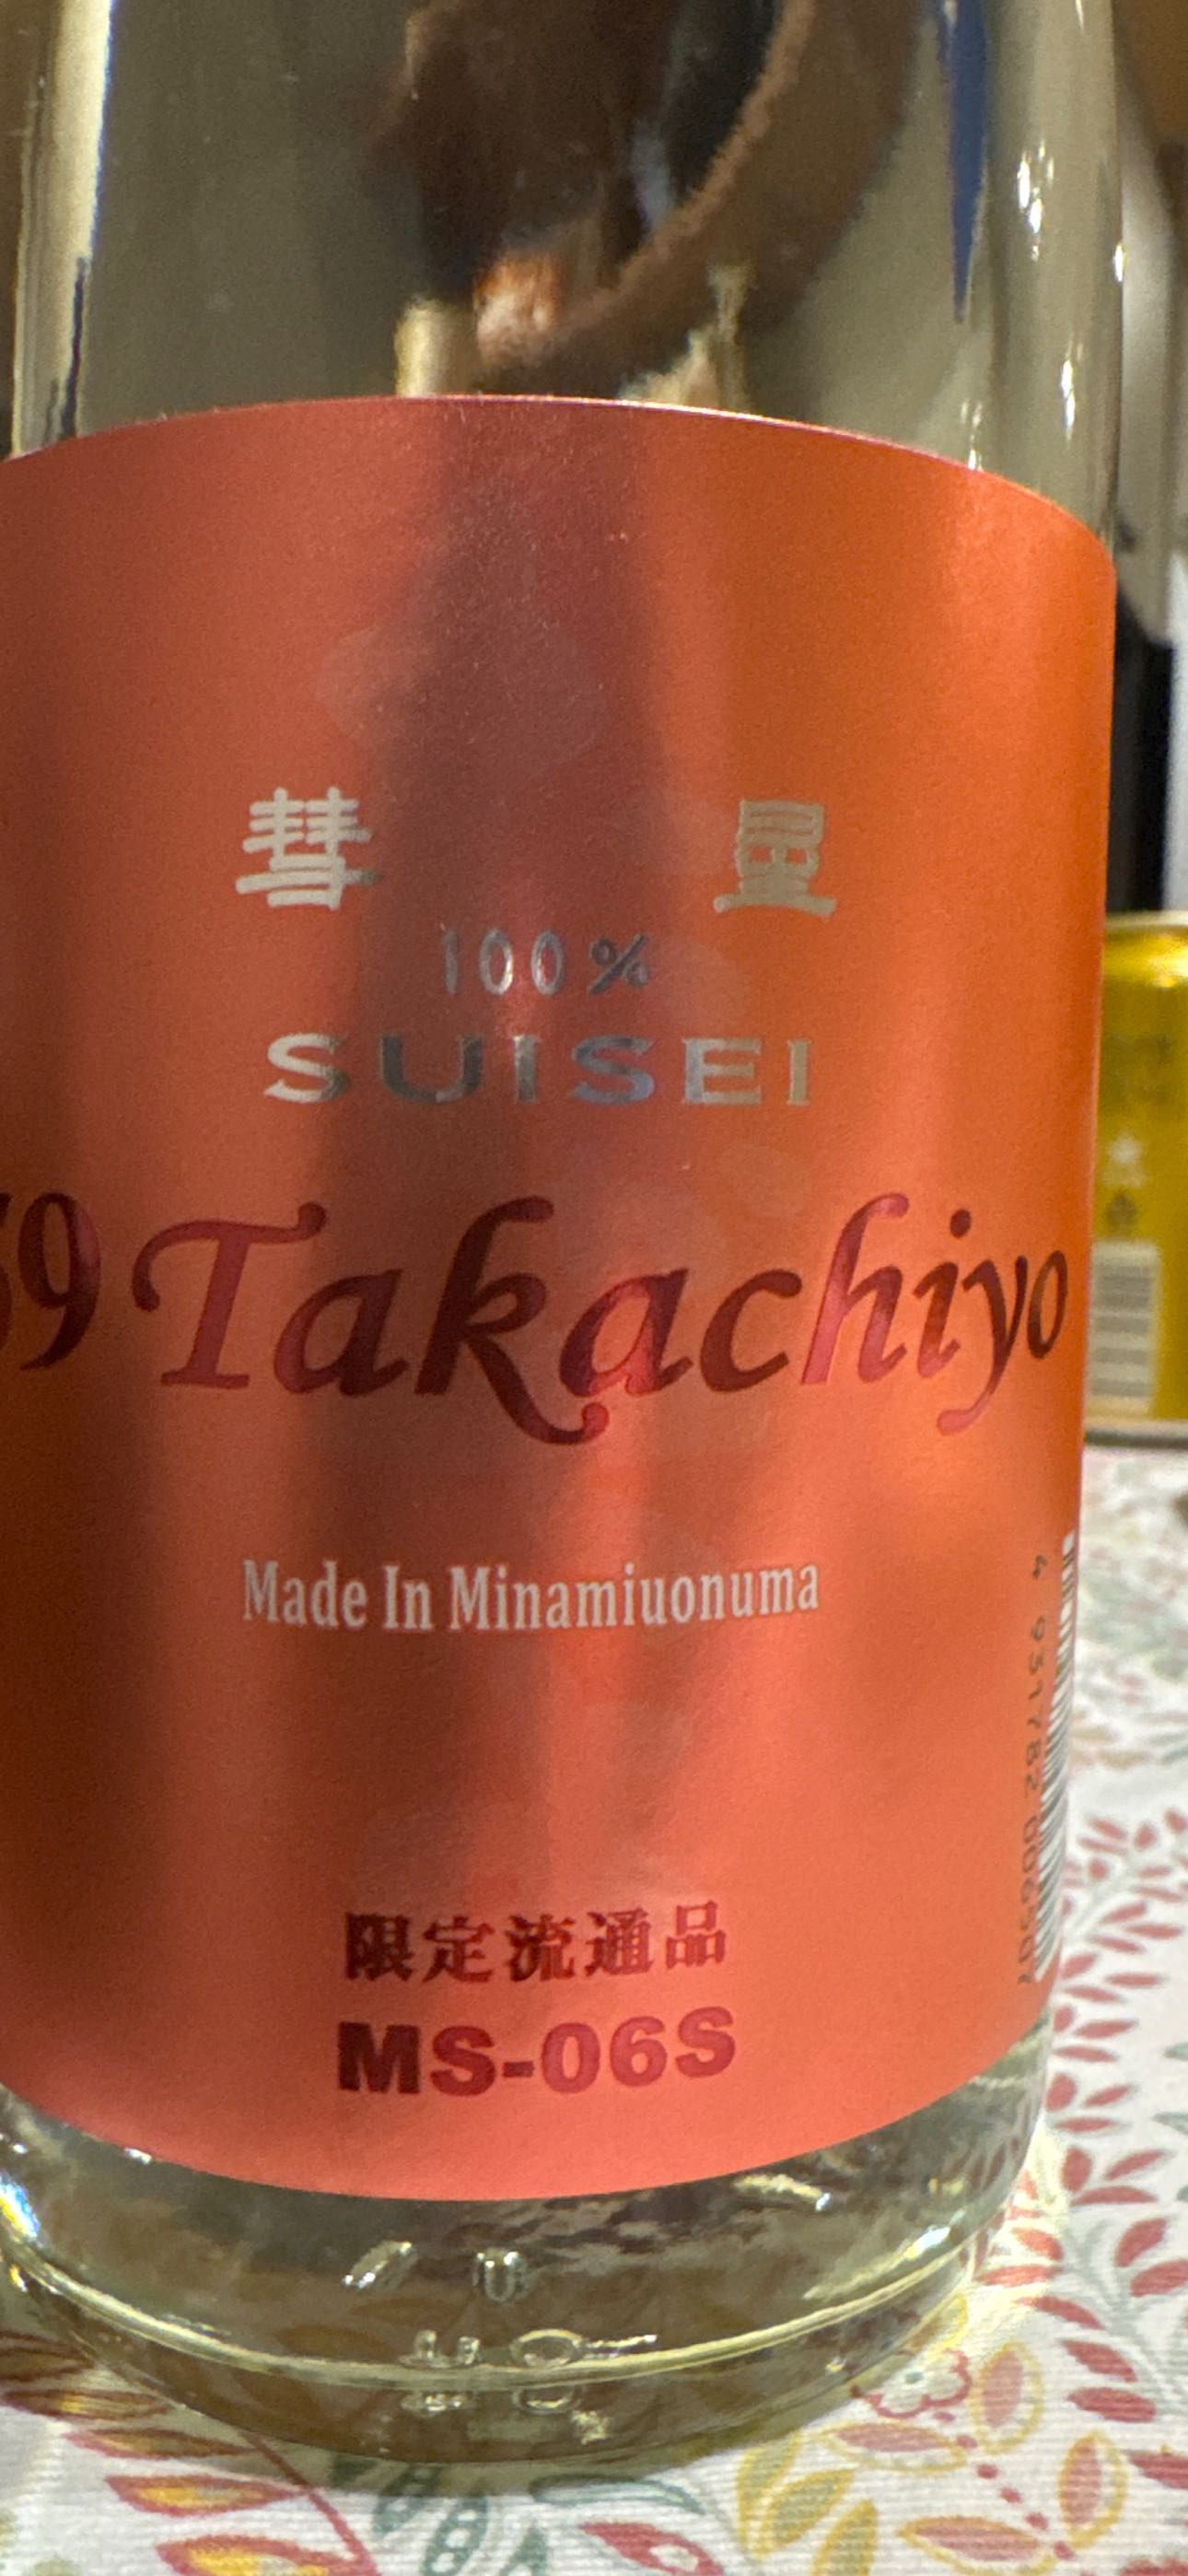 彗 星
100%
SUISEI
59 Takachiyo
Made In Minamiuonuma
限定流通品
MS-06S